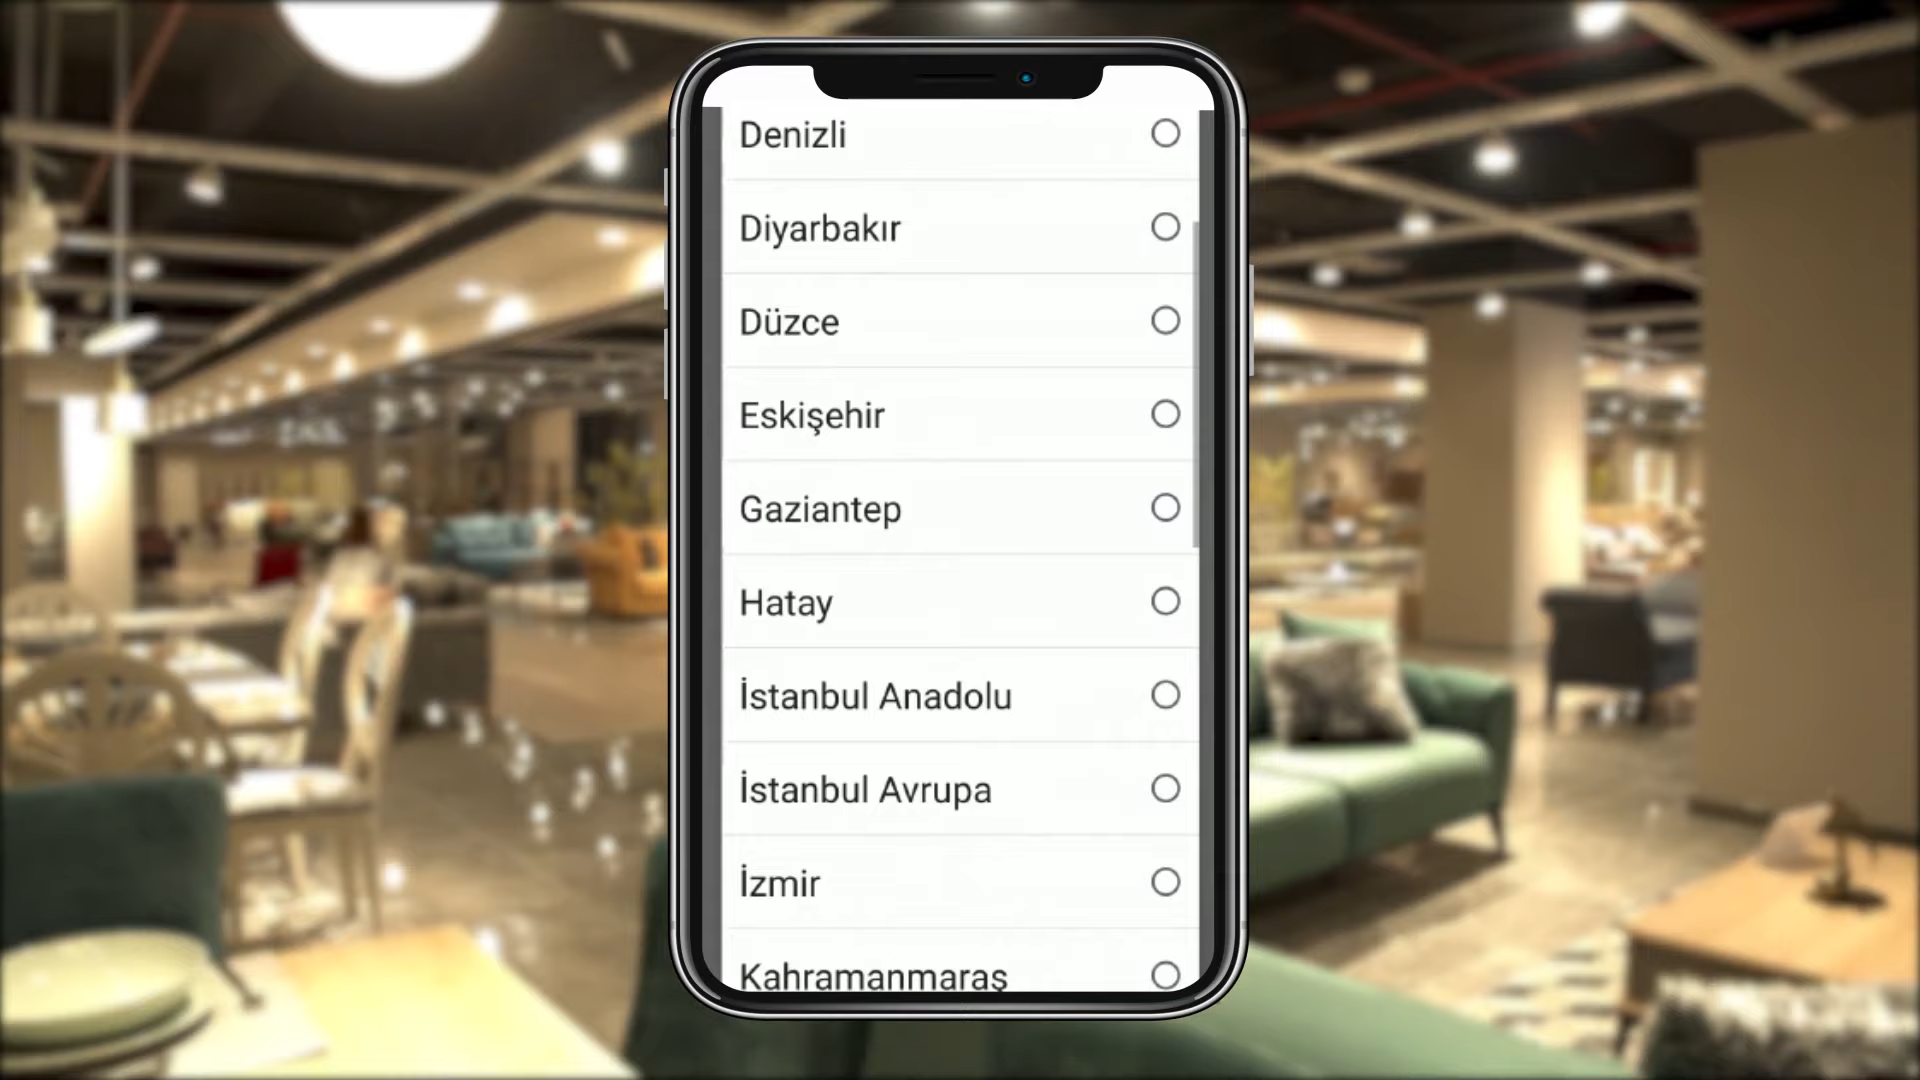 Denizli
Diyarbakır
Düzce
Eskişehir
Gaziantep
Hatay
İstanbul Anadolu
İstanbul Avrupa
İzmir
Kahramanmaraş